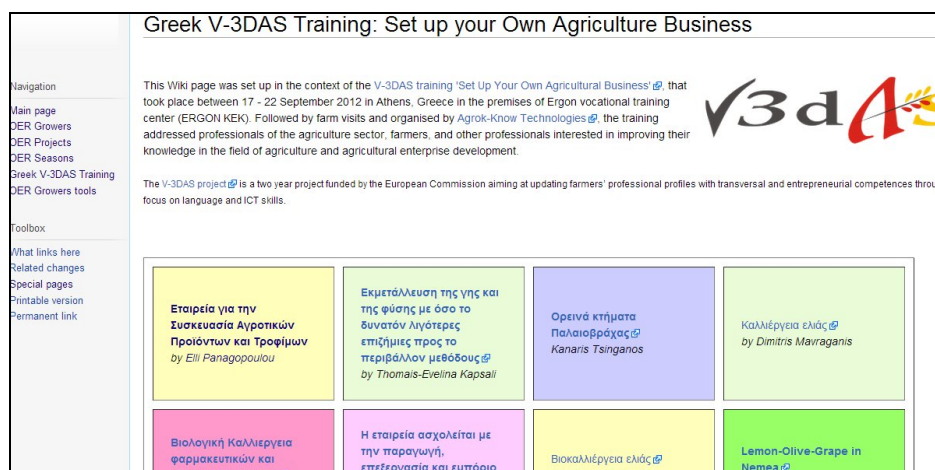 Greek V-3DAS Training: Set up your Own Agriculture Business
Navigation
Main page
OER Growers
OER Projects
OER Seasons
Greek V-3DAS Training
OER Growers tools
Toolbox
What links here
Related changes
Special pages
Printable version
Permanent link
This Wiki page was set up in the context of the V-3DAS training 'Set Up Your Own Agricultural Business', that
took place between 17 - 22 September 2012 in Athens, Greece in the premises of Ergon vocational training
center (ERGON KEK). Followed by farm visits and organised by Agrok-Know Technologies, the training
addressed professionals of the agriculture sector, farmers, and other professionals interested in improving their
knowledge in the field of agriculture and agricultural enterprise development.
V3dA
The V-3DAS project is a two year project funded by the European Commission aiming at updating farmers' professional profiles with transversal and entrepreneurial competences
focus on language and ICT skills.
Εταιρεία για την
Συσκευασία Αγροτικών
Προϊόντων και Τροφίμων
by Elli Panagopoulou
Εκμετάλλευση της γης και
της φύσης με όσο το
δυνατόν λιγότερες
επιζήμιες προς το
περιβάλλον μεθόδους
by Thomais-Evelina Kapsali
Ορεινά κτήματα
Παλαιοβράχας
Kanaris Tsinganos
Καλλιέργεια ελιάς
by Dimitris Mavraganis
Βιολογική Καλλιεργεια
φαρμακευτικών και
Η εταιρεία ασχολείται με
την παραγωγή,
επεξεργασία και εμπόριο
Βιοκαλλιέργεια ελιάς
Lemon-Olive-Grape in
Nemea